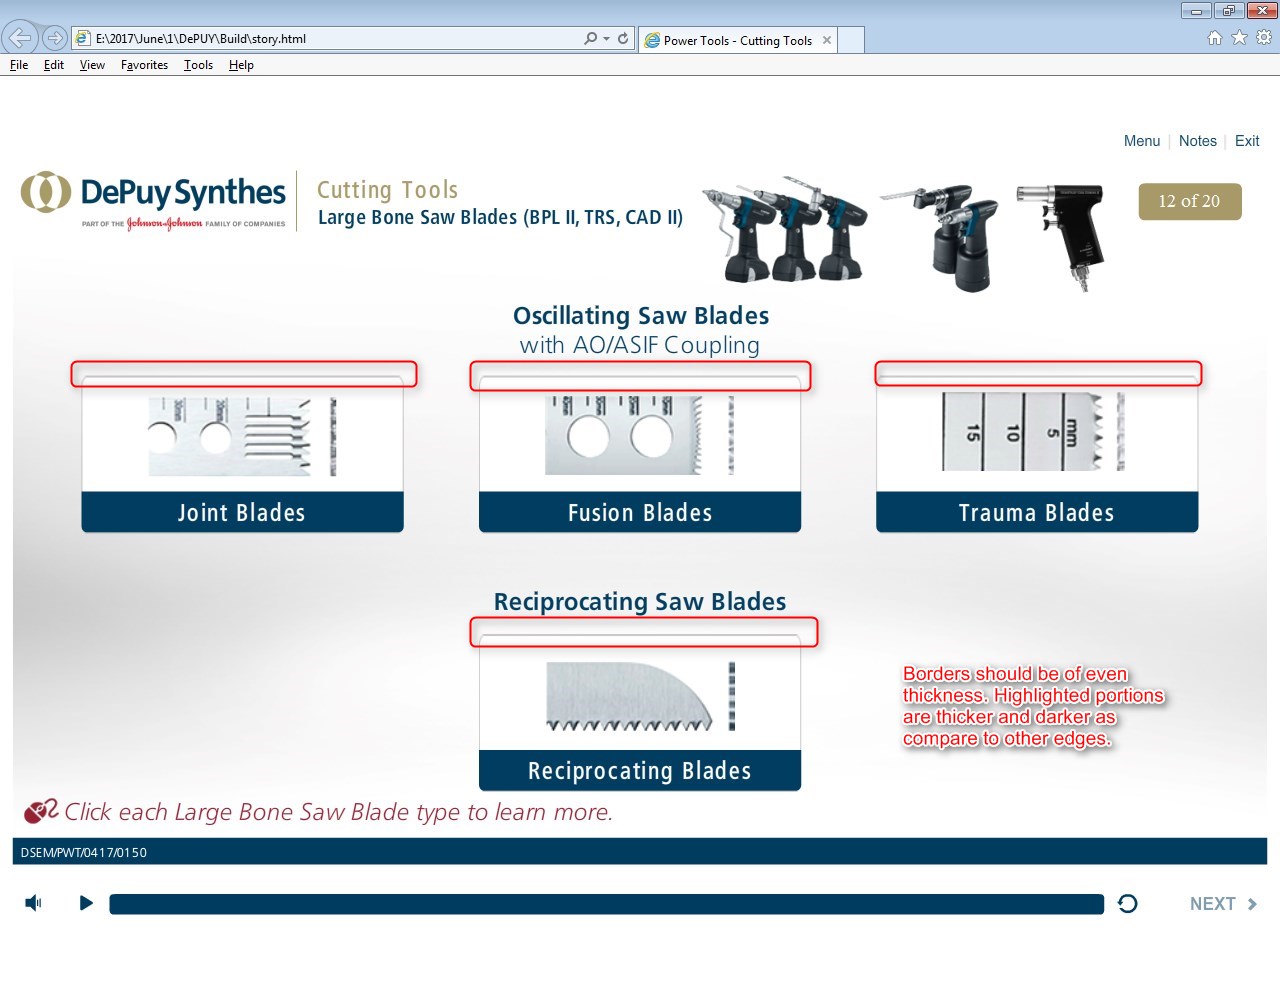 E:\2017\June\1\DePUY\Build\story.html
Power Tools - Cutting Tools
File Edit View Favorites Tools Help
Menu | Notes | Exit
DePuy Synthes
PART OF THE Johnson & Johnson FAMILY OF COMPANIES
Cutting Tools
Large Bone Saw Blades (BPL II, TRS, CAD II)
12 of 20
Oscillating Saw Blades
with AO/ASIF Coupling
15 10 5 mm
Joint Blades
Fusion Blades
Trauma Blades
Reciprocating Saw Blades
Borders should be of even
thickness. Highlighted portions
are thicker and darker as
compare to other edges.
Reciprocating Blades
Click each Large Bone Saw Blade type to learn more.
DSEM/PWT/0417/0150
NEXT